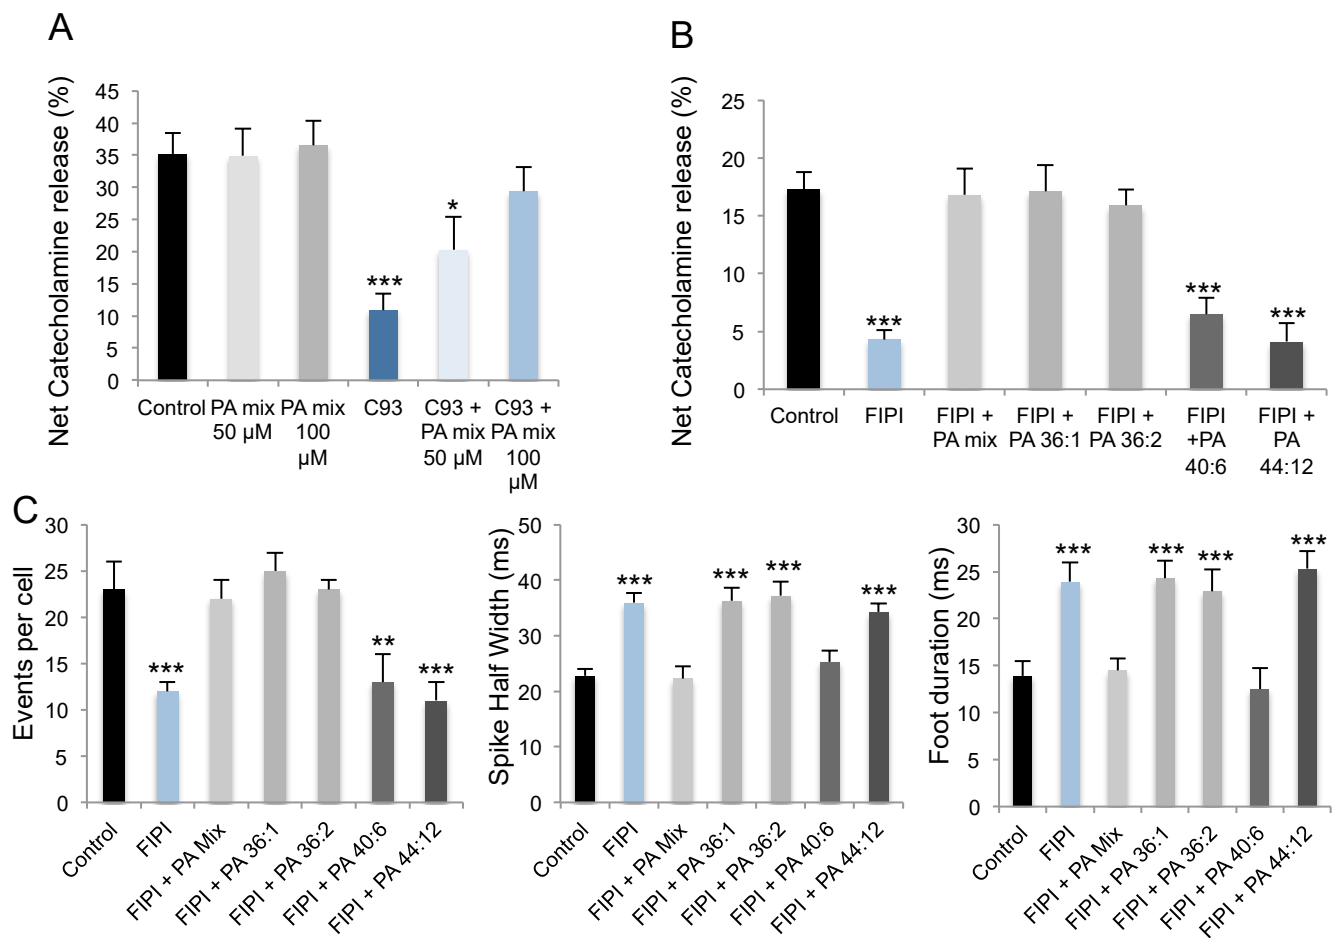 A
Net Catecholamine release (%)
45
40
35
30
25
20
15
10
5
0
***
*
Control PA mix PA mix C93 C93 + C93 +
50 µM 100 PA mix PA mix
µM 50 µM 100
µM
B
Net Catecholamine release (%)
25
20
15
10
5
0
***
***
***
Control FIPI FIPI + FIPI + FIPI + FIPI FIPI +
PA mix PA 36:1 PA 36:2 +PA PA
40:6 44:12
C
Events per cell
30
25
20
15
10
5
0
***
**
***
Control
FIPI
FIPI + PA Mix
FIPI + PA 36:1
FIPI + PA 36:2
FIPI + PA 40:6
FIPI + PA 44:12
Spike Half Width (ms)
50
40
30
20
10
0
***
***
***
***
Control
FIPI
FIPI + PA Mix
FIPI + PA 36:1
FIPI + PA 36:2
FIPI + PA 40:6
FIPI + PA 44:12
Foot duration (ms)
30
25
20
15
10
5
0
***
***
***
***
Control
FIPI
FIPI + PA Mix
FIPI + PA 36:1
FIPI + PA 36:2
FIPI + PA 40:6
FIPI + PA 44:12